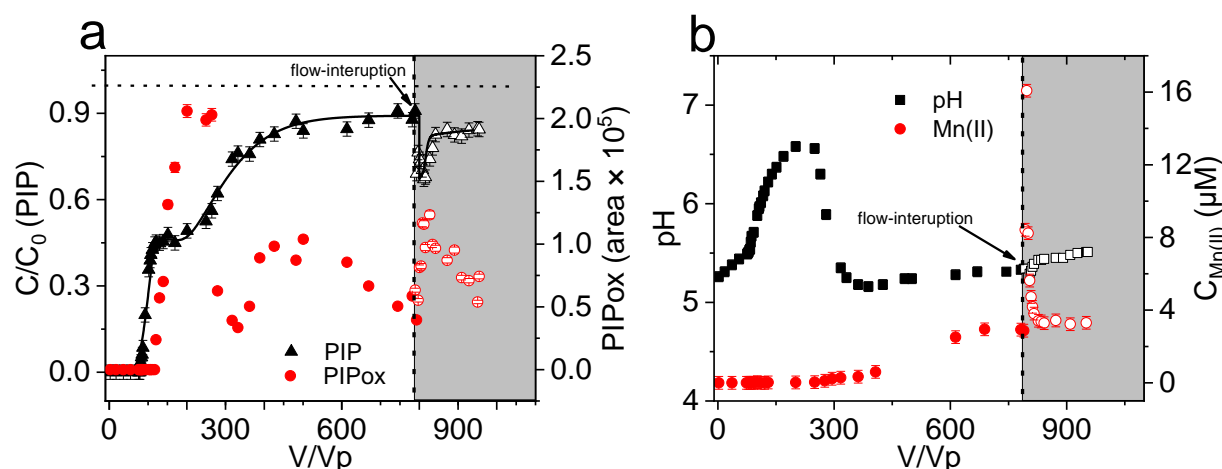 a
b
C/C₀ (PIP)
0.9
0.6
0.3
0.0
flow-interuption
PIP
PIPox
0
300
600
900
V/Vp
2.5
2.0
1.5
1.0
0.5
0.0
PIPox (area × 10⁵)
pH
7
6
5
4
pH
Mn(II)
flow-interuption
0
300
600
900
V/Vp
16
12
8
4
0
C_Mn(II) (µM)